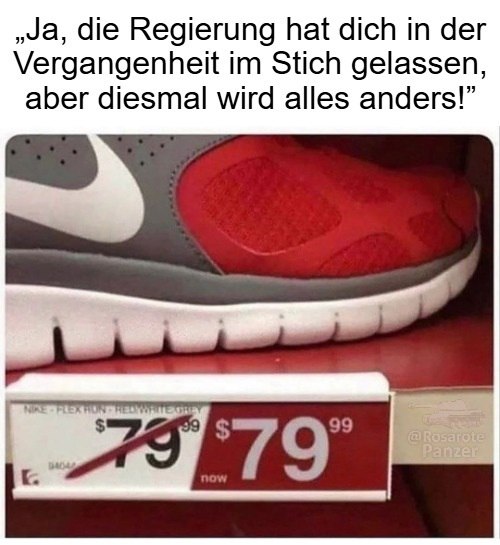 „Ja, die Regierung hat dich in der
Vergangenheit im Stich gelassen,
aber diesmal wird alles anders!”
NIKE - FLEX RUN - RED/WHITE/GREY
$79 99
$79 99
now
@Rosarote
Panzer